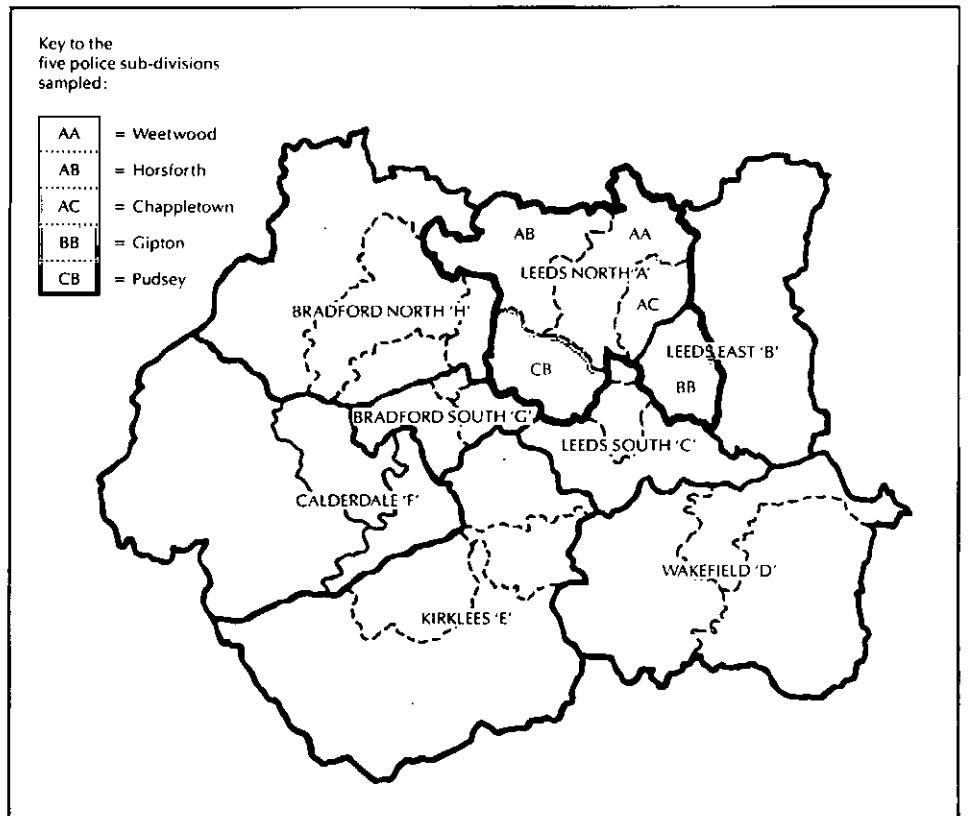 Key to the
five police sub-divisions
sampled:
AA = Weetwood
AB = Horsforth
AC = Chappletown
BB = Gipton
CB = Pudsey
AB
AA
LEEDS NORTH 'A'
AC
BRADFORD NORTH 'H'
LEEDS EAST 'B'
CB
BB
BRADFORD SOUTH 'G'
LEEDS SOUTH 'C'
CALDERDALE 'F'
WAKEFIELD 'D'
KIRKLEES 'E'